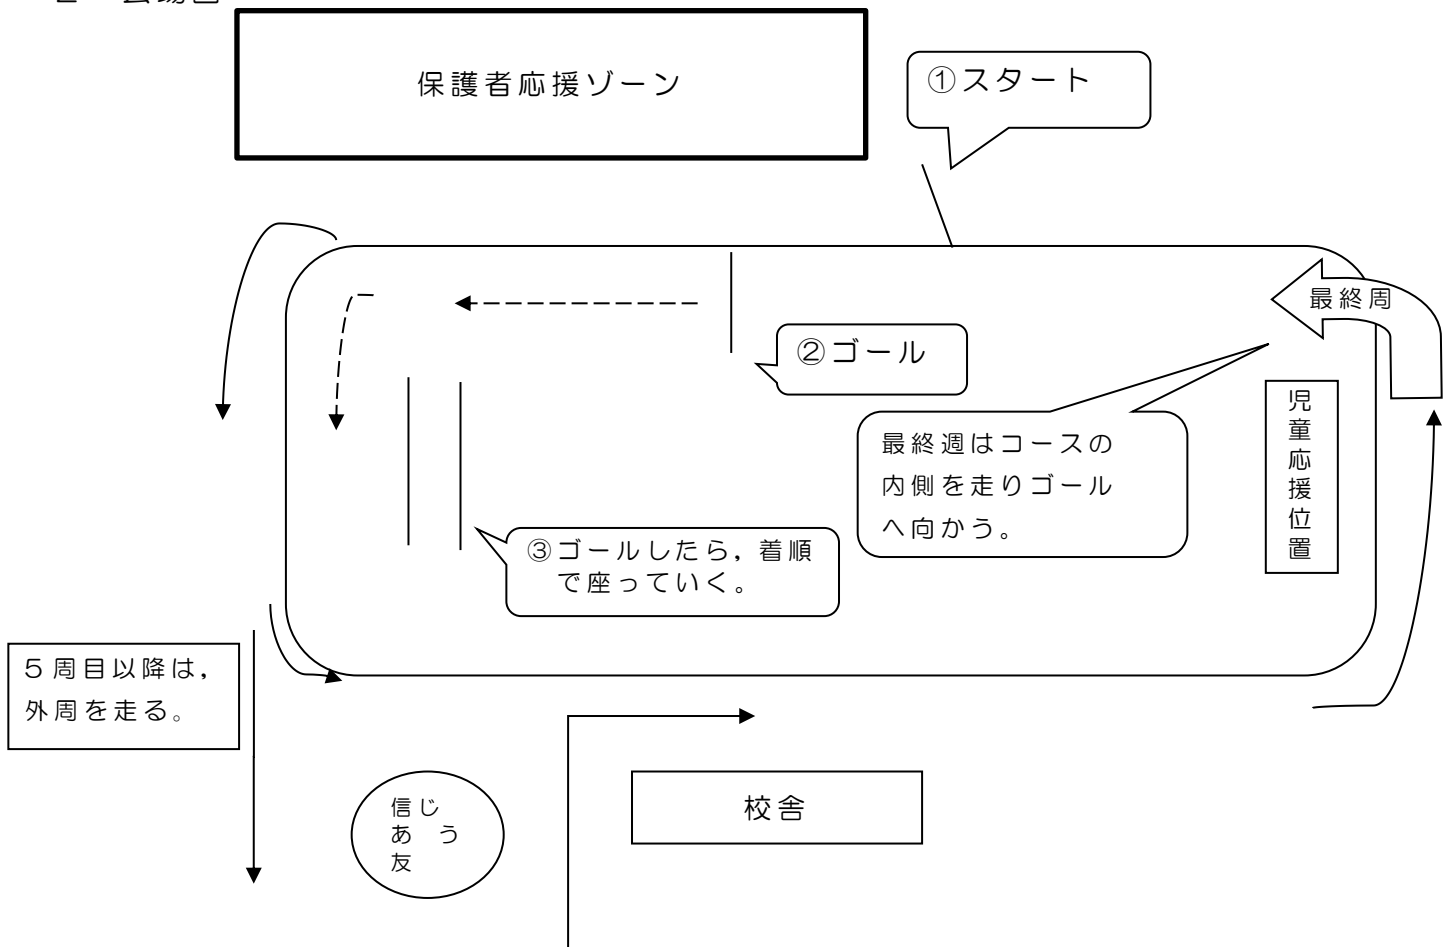 保護者応援ゾーン
①スタート
最終周
②ゴール
児童応援位置
最終週はコースの
内側を走りゴール
へ向かう。
③ゴールしたら，着順
で座っていく。
５周目以降は，
外周を走る。
信じ
あ　う
友
校舎